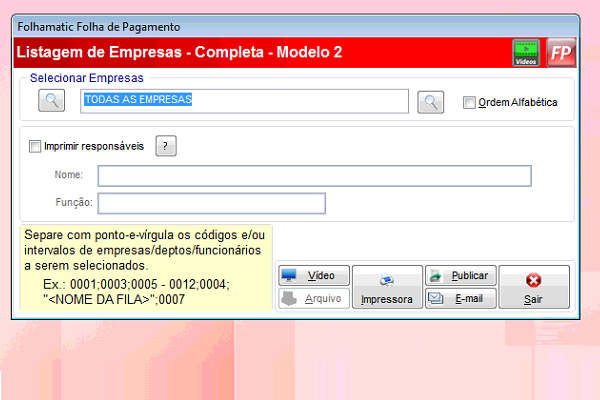 Folhamatic Folha de Pagamento
Listagem de Empresas - Completa - Modelo 2
Vídeos
FP
Selecionar Empresas
TODAS AS EMPRESAS
Ordem Alfabética
Imprimir responsáveis
?
Nome:
Função:
Separe com ponto-e-vírgula os códigos e/ou
intervalos de empresas/deptos/funcionários
a serem selecionados.
Ex.: 0001;0003;0005 - 0012;0004;
"<NOME DA FILA>";0007
Vídeo
Arquivo
Impressora
Publicar
E-mail
Sair